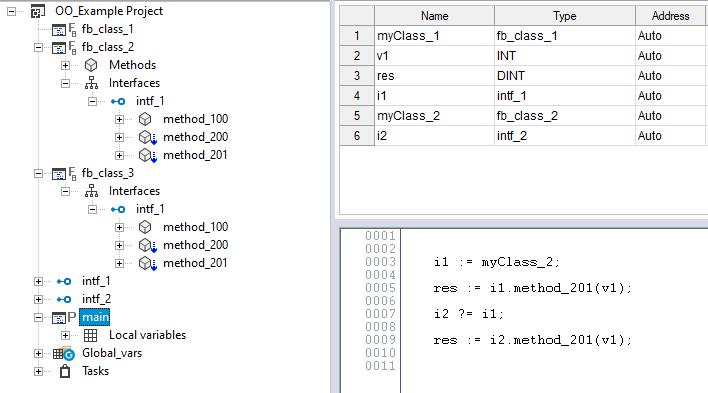 OO_Example Project
fb_class_1
fb_class_2
Methods
Interfaces
intf_1
method_100
method_200
method_201
fb_class_3
Interfaces
intf_1
method_100
method_200
method_201
intf_1
intf_2
P main
Local variables
Global_vars
Tasks
Name Type Address
1 myClass_1 fb_class_1 Auto
2 v1 INT Auto
3 res DINT Auto
4 i1 intf_1 Auto
5 myClass_2 fb_class_2 Auto
6 i2 intf_2 Auto
0001
0002
0003 i1 := myClass_2;
0004
0005 res := i1.method_201(v1);
0006
0007 i2 ?= i1;
0008
0009 res := i2.method_201(v1);
0010
0011